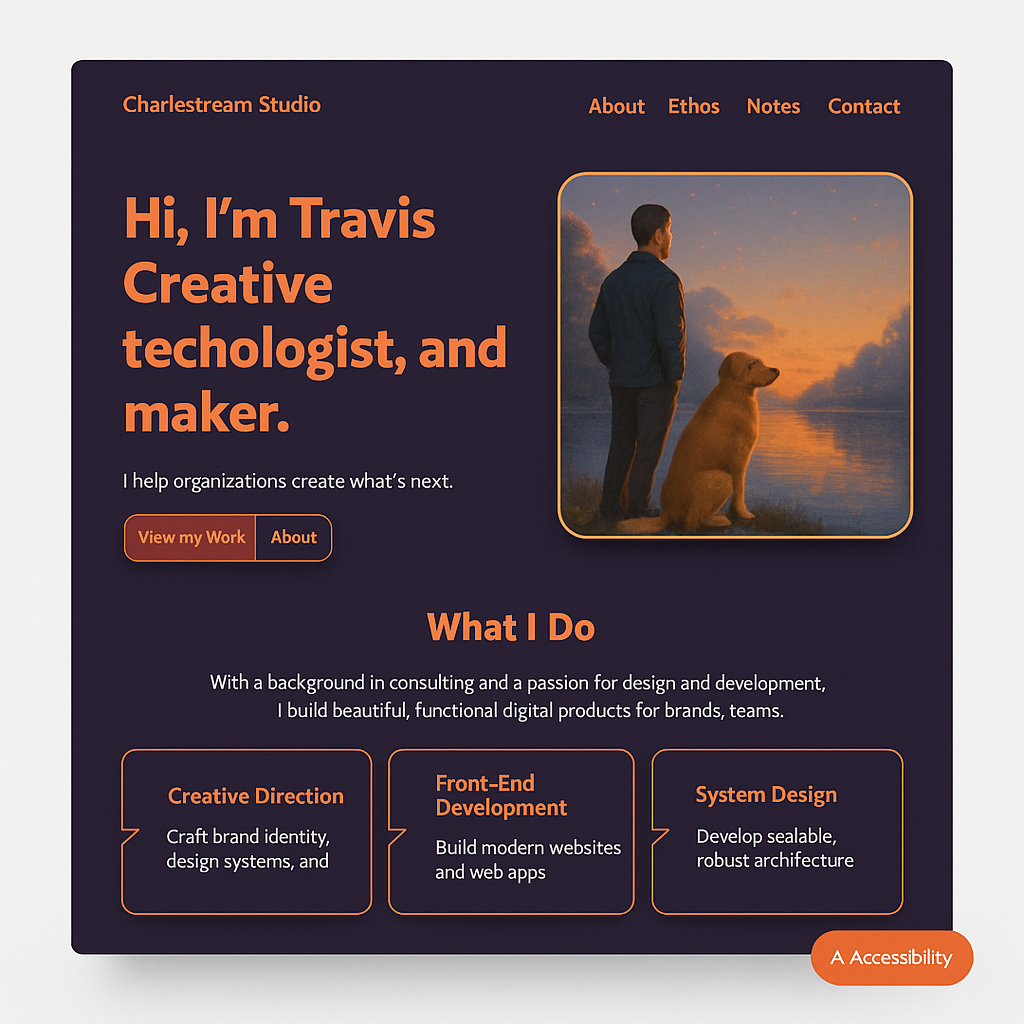 Charlestream Studio
About Ethos Notes Contact
Hi, I’m Travis
Creative
techologist, and
maker.
I help organizations create what’s next.
View my Work About
What I Do
With a background in consulting and a passion for design and development,
I build beautiful, functional digital products for brands, teams.
Creative Direction
Craft brand identity,
design systems, and
Front-End
Development
Build modern websites
and web apps
System Design
Develop sealable,
robust archifecture
A Accessibility